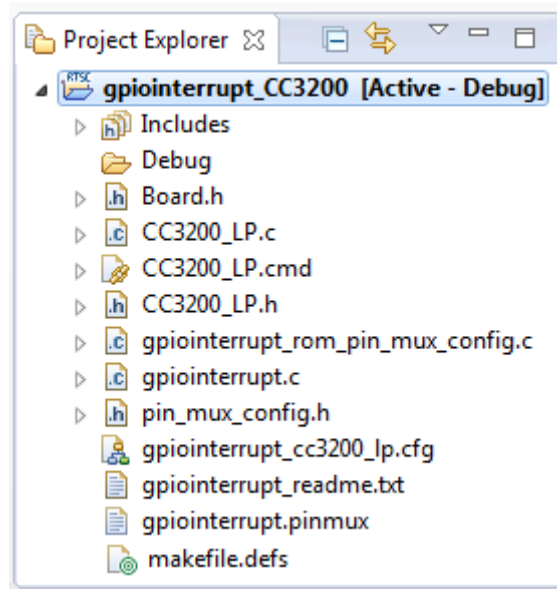 Project Explorer
RTSC
gpiointerrupt_CC3200 [Active - Debug]
h Includes
Debug
.h Board.h
.c CC3200_LP.c
CC3200_LP.cmd
.h CC3200_LP.h
.c gpiointerrupt_rom_pin_mux_config.c
.c gpiointerrupt.c
.h pin_mux_config.h
gpiointerrupt_cc3200_lp.cfg
gpiointerrupt_readme.txt
gpiointerrupt.pinmux
makefile.defs